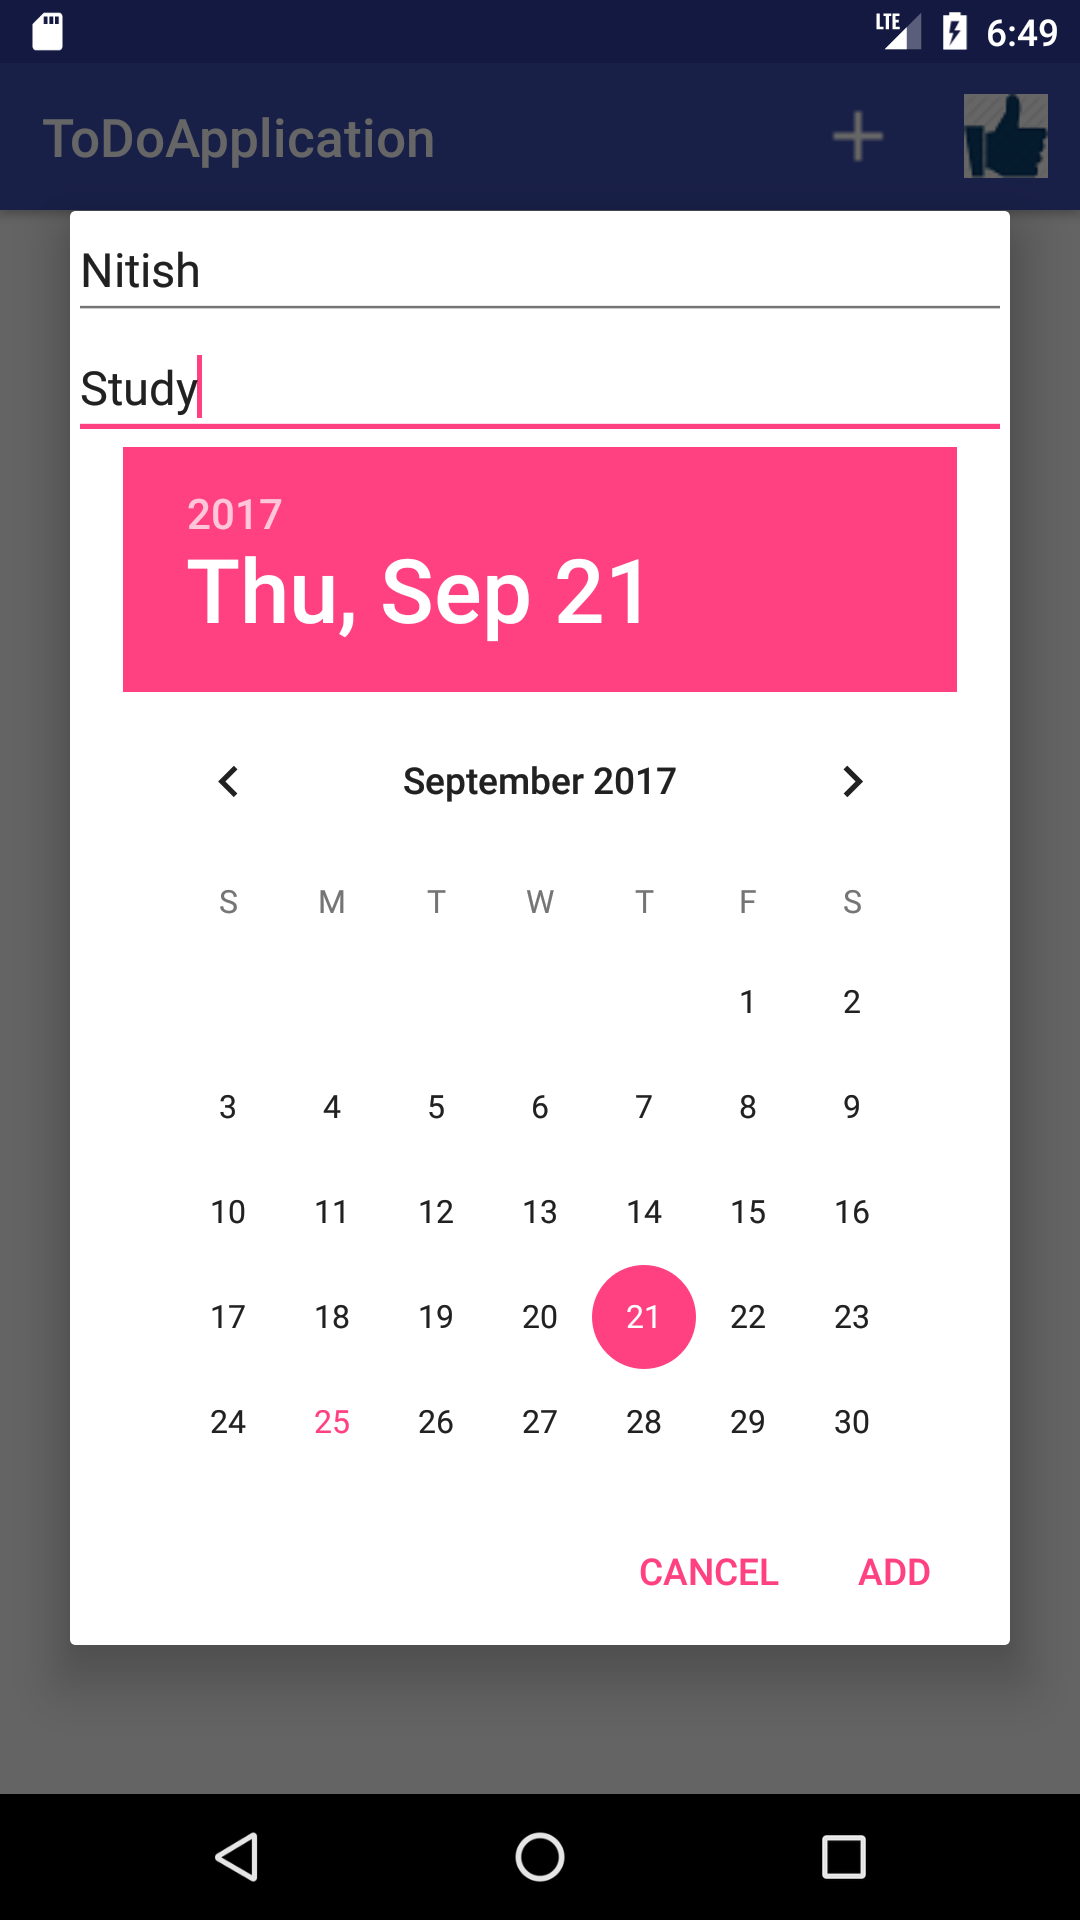 LTE 6:49
ToDoApplication
Nitish
Study
2017
Thu, Sep 21
September 2017
S M T W T F S
1 2
3 4 5 6 7 8 9
10 11 12 13 14 15 16
17 18 19 20 21 22 23
24 25 26 27 28 29 30
CANCEL ADD